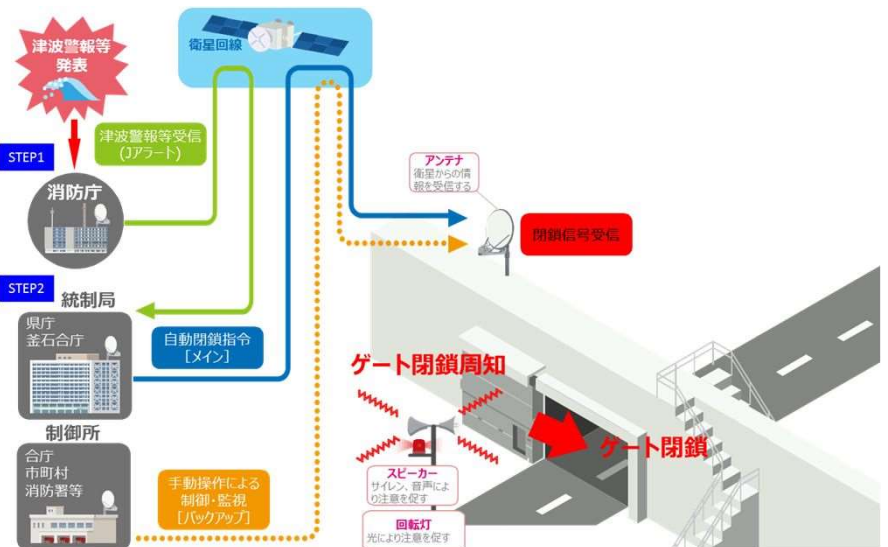 津波警報等
発表
衛星回線
津波警報等受信
(Jアラート)
STEP1
消防庁
アンテナ
衛星からの情
報を受信する
閉鎖信号受信
STEP2
統制局
県庁
釜石合庁
自動閉鎖指令
[メイン]
ゲート閉鎖周知
ゲート閉鎖
制御所
合庁
市町村
消防署等
手動操作による
制御・監視
[バックアップ]
スピーカー
サイレン、音声によ
り注意を促す
回転灯
光により注意を促す